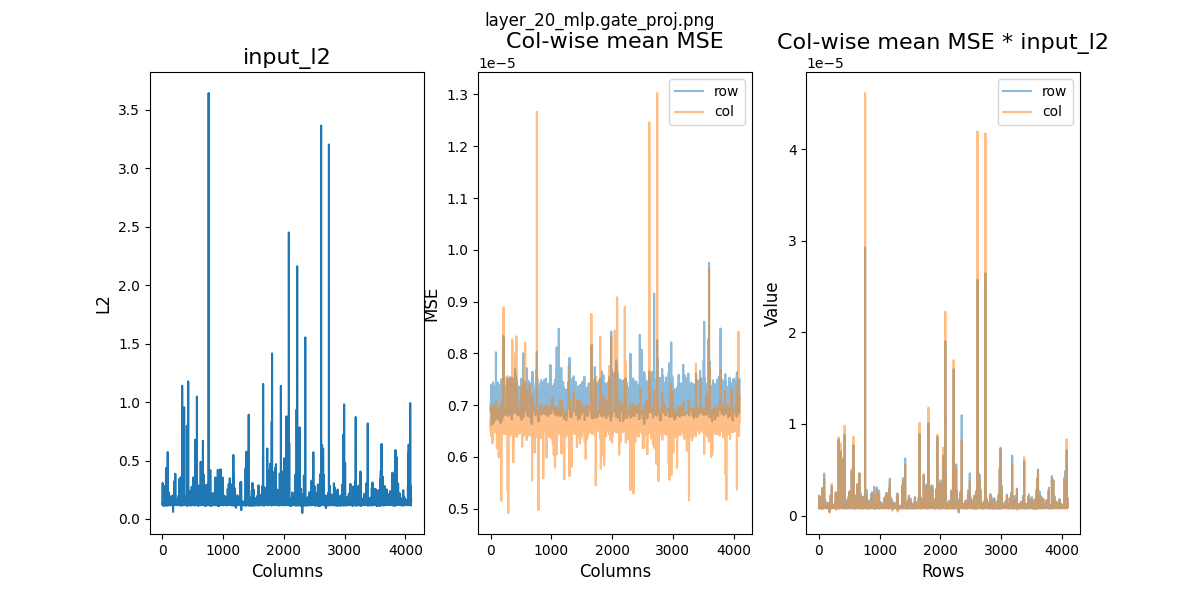 layer_20_mlp.gate_proj.png
input_l2
L2
3.5
3.0
2.5
2.0
1.5
1.0
0.5
0.0
0 1000 2000 3000 4000
Columns
Col-wise mean MSE
1e−5
row
col
MSE
1.3
1.2
1.1
1.0
0.9
0.8
0.7
0.6
0.5
0 1000 2000 3000 4000
Columns
Col-wise mean MSE * input_l2
1e−5
row
col
Value
4
3
2
1
0
0 1000 2000 3000 4000
Rows